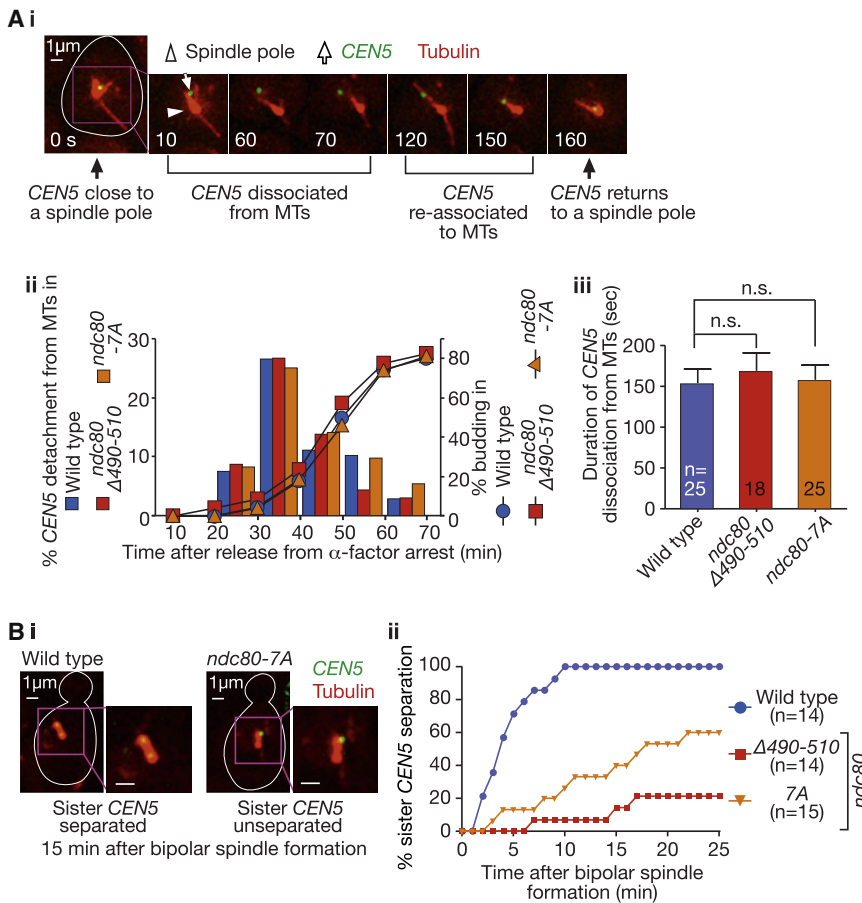 A i
1μm
Spindle pole
CEN5
Tubulin
0 s
10
60
70
120
150
160
CEN5 close to
a spindle pole
CEN5 dissociated
from MTs
CEN5
re-associated
to MTs
CEN5 returns
to a spindle pole
ii
% CEN5 detachment from MTs in
Wild type
ndc80
Δ490-510
ndc80
-7A
30
20
10
0
80
60
40
20
0
10 20 30 40 50 60 70
Time after release from α-factor arrest (min)
% budding in
Wild type
ndc80
Δ490-510
ndc80
-7A
iii
Duration of CEN5
dissociation from MTs (sec)
n.s.
n.s.
200
150
100
50
0
n=
25
18
25
Wild type
ndc80
Δ490-510
ndc80-7A
B i
Wild type
ndc80-7A
CEN5
Tubulin
1μm
1μm
Sister CEN5
separated
Sister CEN5
unseparated
15 min after bipolar spindle formation
ii
% sister CEN5 separation
100
80
60
40
20
0
0 5 10 15 20 25
Time after bipolar spindle
formation (min)
Wild type
(n=14)
Δ490-510
(n=14)
7A
(n=15)
ndc80